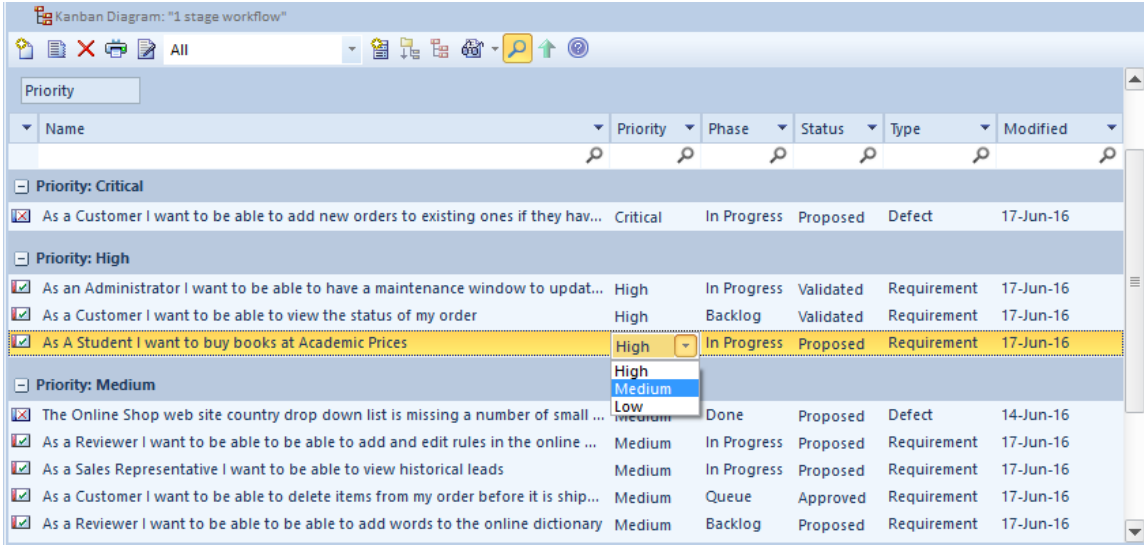 Kanban Diagram: "1 stage workflow"
All
Priority
Name Priority Phase Status Type Modified
Priority: Critical
As a Customer I want to be able to add new orders to existing ones if they hav... Critical In Progress Proposed Defect 17-Jun-16
Priority: High
As an Administrator I want to be able to have a maintenance window to updat... High In Progress Validated Requirement 17-Jun-16
As a Customer I want to be able to view the status of my order High Backlog Validated Requirement 17-Jun-16
As A Student I want to buy books at Academic Prices High In Progress Proposed Requirement 17-Jun-16
High
Priority: Medium
Medium
Low
The Online Shop web site country drop down list is missing a number of small ... Medium Done Proposed Defect 14-Jun-16
As a Reviewer I want to be able to be able to add and edit rules in the online ... Medium In Progress Proposed Requirement 17-Jun-16
As a Sales Representative I want to be able to view historical leads Medium In Progress Proposed Requirement 17-Jun-16
As a Customer I want to be able to delete items from my order before it is ship... Medium Queue Approved Requirement 17-Jun-16
As a Reviewer I want to be able to be able to add words to the online dictionary Medium Backlog Proposed Requirement 17-Jun-16